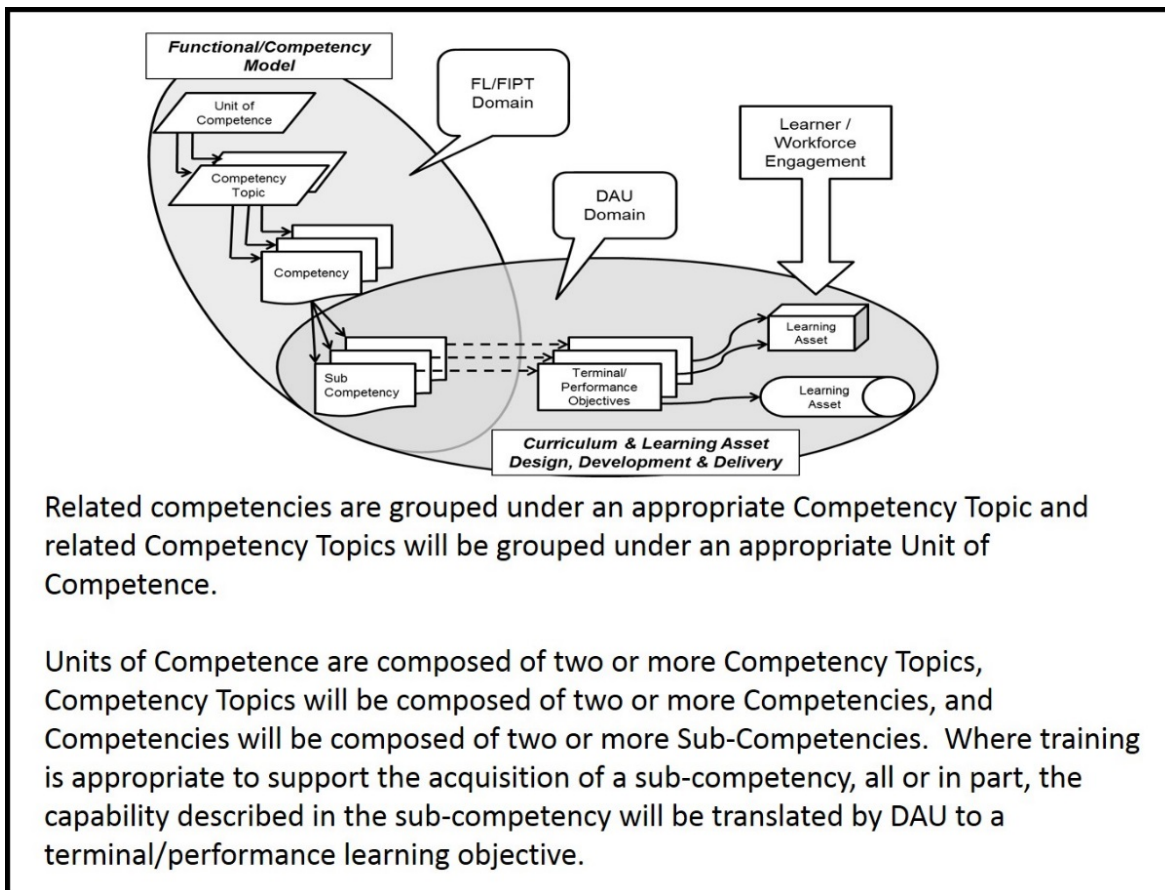 Functional/Competency
Model
Unit of
Competence
Competency
Topic
Competency
FL/FIPT
Domain
DAU
Domain
Learner /
Workforce
Engagement
Sub
Competency
Terminal/
Performance
Objectives
Learning
Asset
Learning
Asset
Curriculum & Learning Asset
Design, Development & Delivery
Related competencies are grouped under an appropriate Competency Topic and
related Competency Topics will be grouped under an appropriate Unit of
Competence.
Units of Competence are composed of two or more Competency Topics,
Competency Topics will be composed of two or more Competencies, and
Competencies will be composed of two or more Sub-Competencies.  Where training
is appropriate to support the acquisition of a sub-competency, all or in part, the
capability described in the sub-competency will be translated by DAU to a
terminal/performance learning objective.